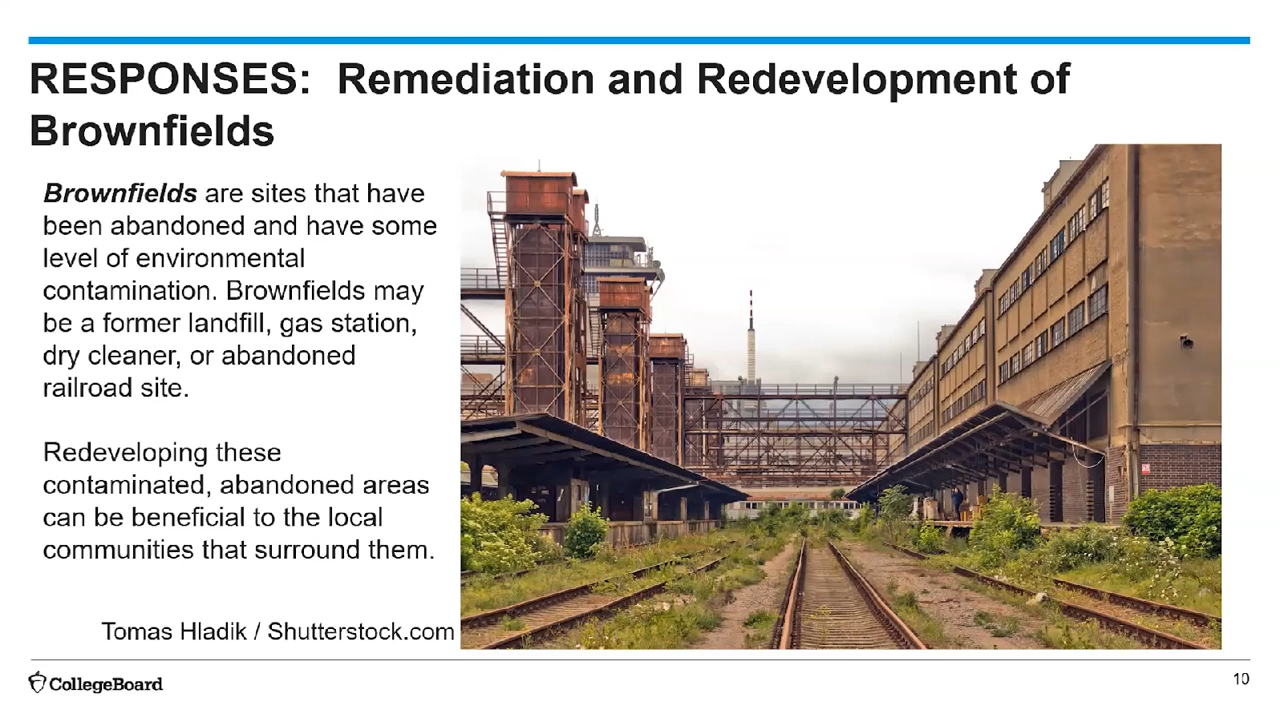 RESPONSES: Remediation and Redevelopment of
Brownfields
Brownfields are sites that have
been abandoned and have some
level of environmental
contamination. Brownfields may
be a former landfill, gas station,
dry cleaner, or abandoned
railroad site.
Redeveloping these
contaminated, abandoned areas
can be beneficial to the local
communities that surround them.
Tomas Hladik / Shutterstock.com
CollegeBoard
10